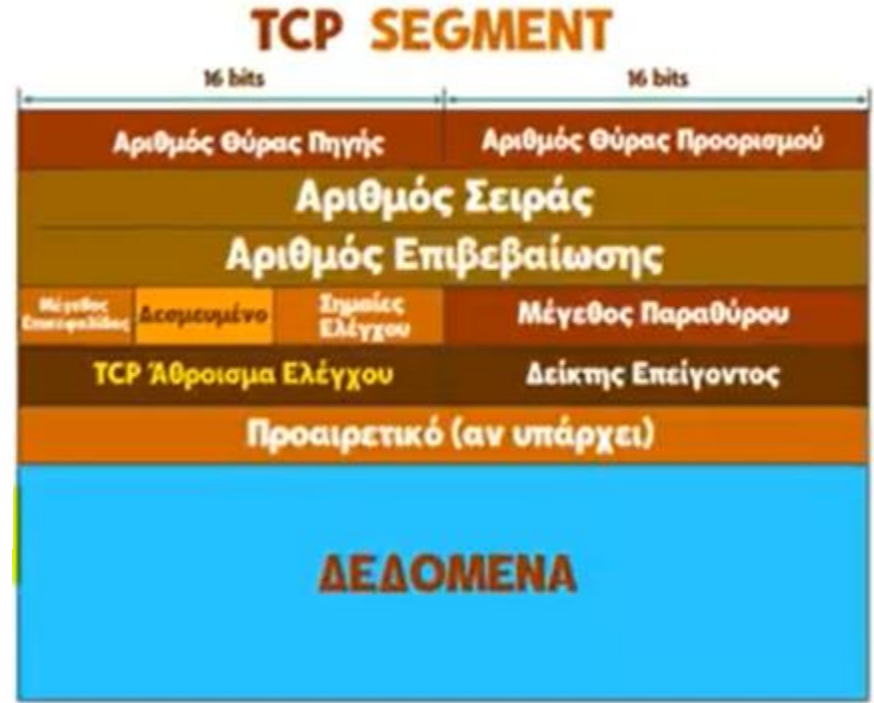 TCP SEGMENT
16 bits 16 bits
Αριθμός Θύρας Πηγής Αριθμός Θύρας Προορισμού
Αριθμός Σειράς
Αριθμός Επιβεβαίωσης
Μέγεθος
Επικεφαλίδας
Δεσμευμένο
Σημαίες
Ελέγχου
Μέγεθος Παραθύρου
TCP Άθροισμα Ελέγχου Δείκτης Επείγοντος
Προαιρετικό (αν υπάρχει)
ΔΕΔΟΜΕΝΑ